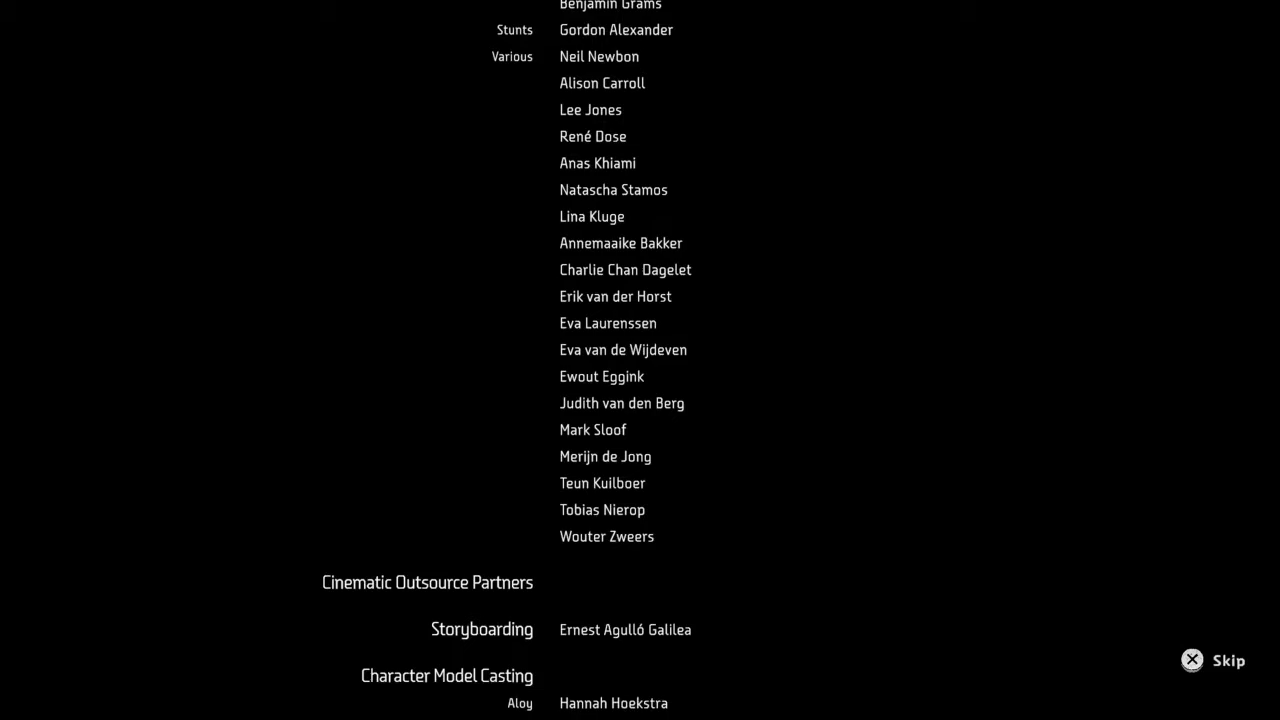 Benjamin Grams
Stunts Gordon Alexander
Various Neil Newbon
Alison Carroll
Lee Jones
René Dose
Anas Khiami
Natascha Stamos
Lina Kluge
Annemaaike Bakker
Charlie Chan Dagelet
Erik van der Horst
Eva Laurenssen
Eva van de Wijdeven
Ewout Eggink
Judith van den Berg
Mark Sloof
Merijn de Jong
Teun Kuilboer
Tobias Nierop
Wouter Zweers
Cinematic Outsource Partners
Storyboarding Ernest Agulló Galilea
Skip
Character Model Casting
Aloy Hannah Hoekstra